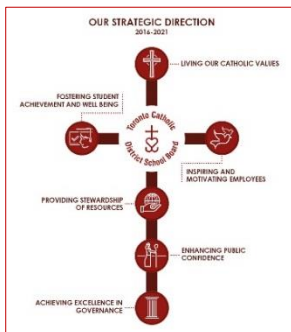 OUR STRATEGIC DIRECTION
2016-2021
LIVING OUR CATHOLIC VALUES
FOSTERING STUDENT
ACHIEVEMENT AND WELL BEING
Toronto Catholic
District School Board
INSPIRING AND
MOTIVATING EMPLOYEES
PROVIDING STEWARDSHIP
OF RESOURCES
ENHANCING PUBLIC
CONFIDENCE
ACHIEVING EXCELLENCE IN
GOVERNANCE